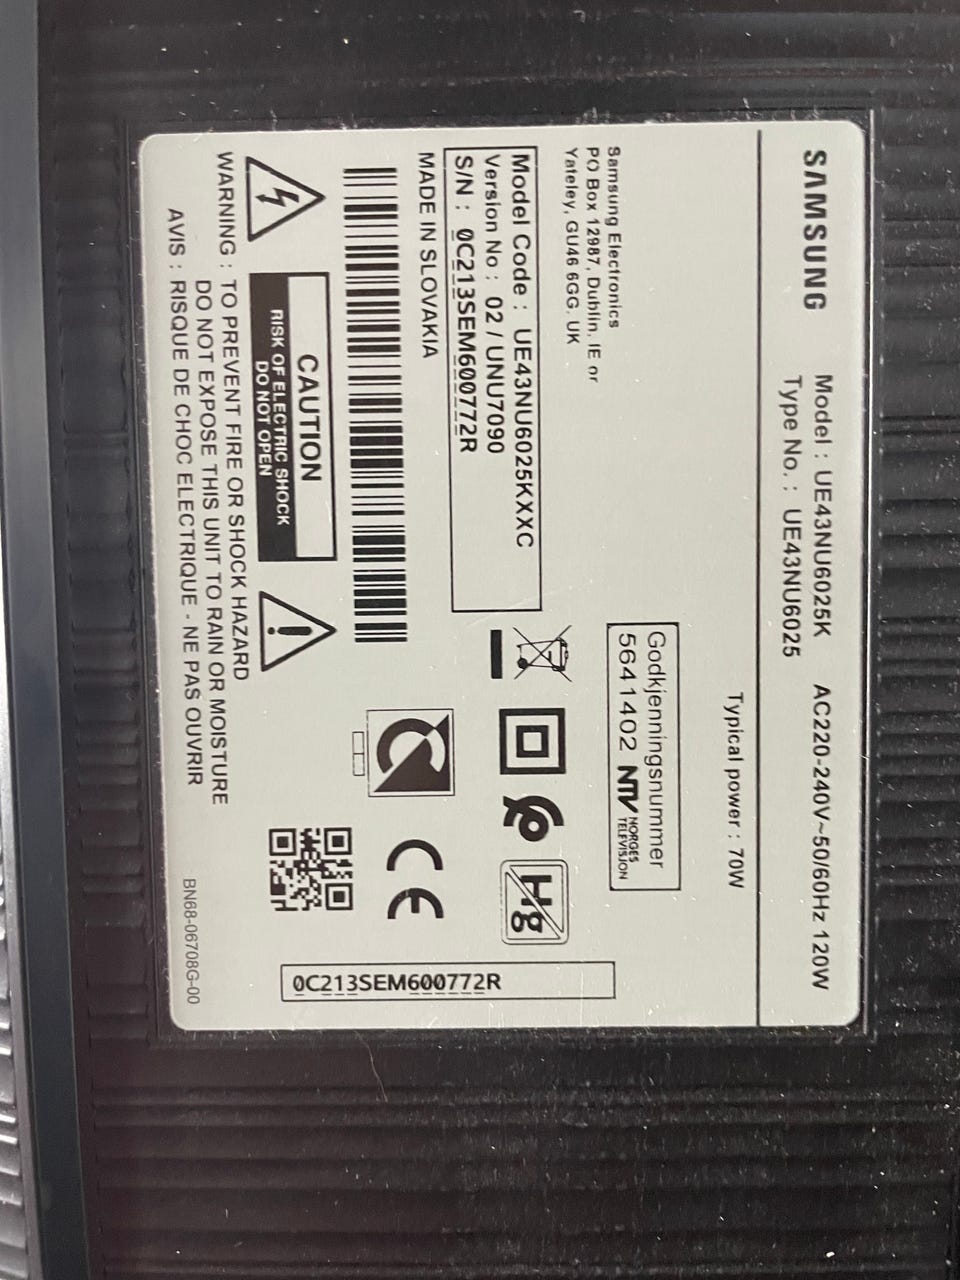 SAMSUNG
Model : UE43NU6025K AC220-240V~50/60Hz 120W
Type No. : UE43NU6025
Typical power : 70W
Samsung Electronics
PO Box 12987, Dublin. IE or
Yateley, GU46 6GG. UK
Godkjenningsnummer
5641402 NTV NORGES TELEVISJON
Model Code : UE43NU6025KXXC
Version No : 02 / UNU7090
S/N : 0C213SEM600772R
MADE IN SLOVAKIA
Hg
CE
CAUTION
RISK OF ELECTRIC SHOCK
DO NOT OPEN
0C213SEM600772R
WARNING : TO PREVENT FIRE OR SHOCK HAZARD
DO NOT EXPOSE THIS UNIT TO RAIN OR MOISTURE
AVIS : RISQUE DE CHOC ELECTRIQUE - NE PAS OUVRIR
BN68-06708G-00